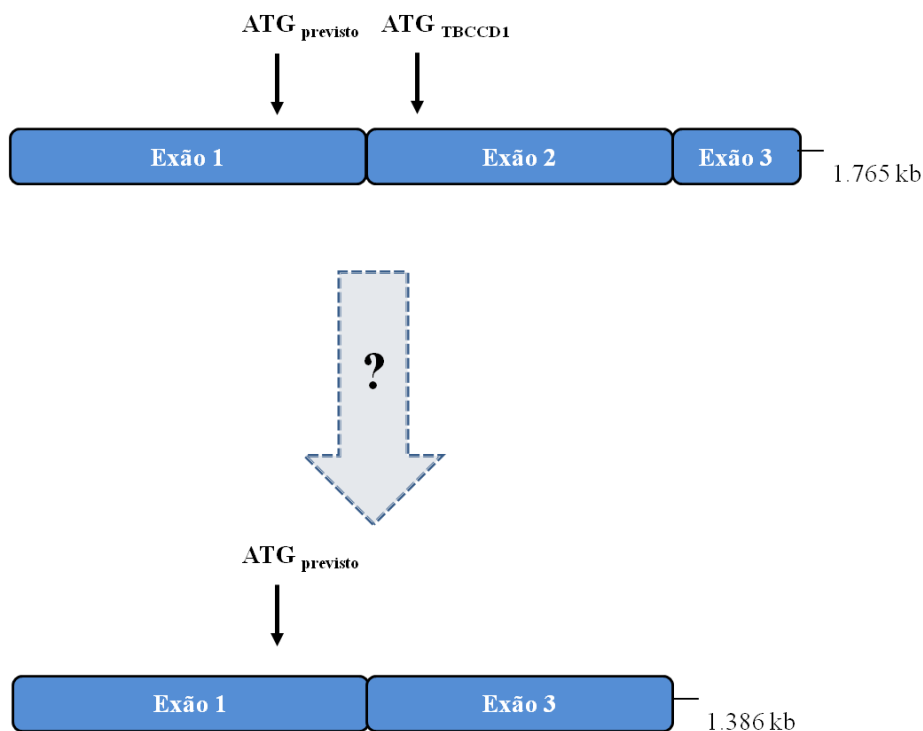 ATG previsto ATG TBCCD1
Exão 1 Exão 2 Exão 3
1.765 kb
?
ATG previsto
Exão 1 Exão 3
1.386 kb